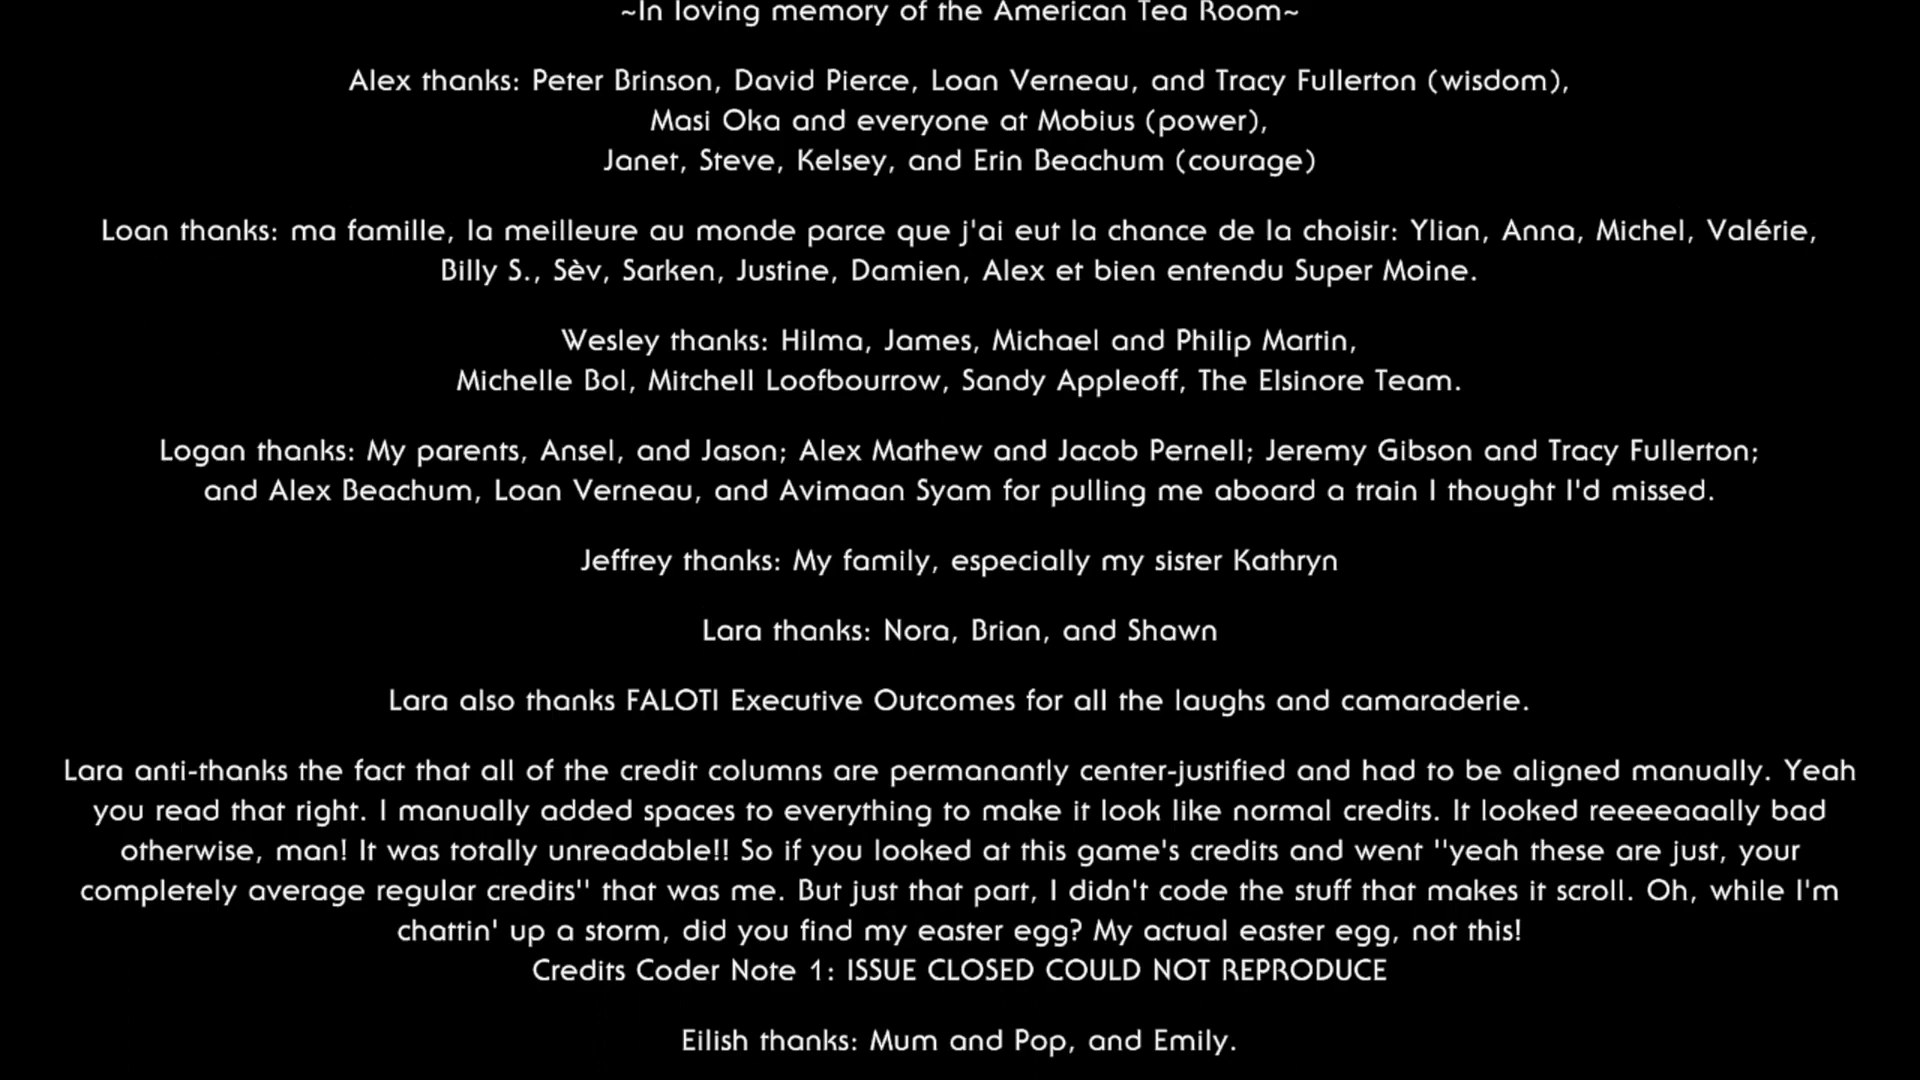 ~In loving memory of the American Tea Room~
Alex thanks: Peter Brinson, David Pierce, Loan Verneau, and Tracy Fullerton (wisdom),
Masi Oka and everyone at Mobius (power),
Janet, Steve, Kelsey, and Erin Beachum (courage)
Loan thanks: ma famille, la meilleure au monde parce que j'ai eut la chance de la choisir: Ylian, Anna, Michel, Valérie,
Billy S., Sèv, Sarken, Justine, Damien, Alex et bien entendu Super Moine.
Wesley thanks: Hilma, James, Michael and Philip Martin,
Michelle Bol, Mitchell Loofbourrow, Sandy Appleoff, The Elsinore Team.
Logan thanks: My parents, Ansel, and Jason; Alex Mathew and Jacob Pernell; Jeremy Gibson and Tracy Fullerton;
and Alex Beachum, Loan Verneau, and Avimaan Syam for pulling me aboard a train I thought I'd missed.
Jeffrey thanks: My family, especially my sister Kathryn
Lara thanks: Nora, Brian, and Shawn
Lara also thanks FALOTI Executive Outcomes for all the laughs and camaraderie.
Lara anti-thanks the fact that all of the credit columns are permanantly center-justified and had to be aligned manually. Yeah
you read that right. I manually added spaces to everything to make it look like normal credits. It looked reeeeaaally bad
otherwise, man! It was totally unreadable!! So if you looked at this game's credits and went "yeah these are just, your
completely average regular credits" that was me. But just that part, I didn't code the stuff that makes it scroll. Oh, while I'm
chattin' up a storm, did you find my easter egg? My actual easter egg, not this!
Credits Coder Note 1: ISSUE CLOSED COULD NOT REPRODUCE
Eilish thanks: Mum and Pop, and Emily.